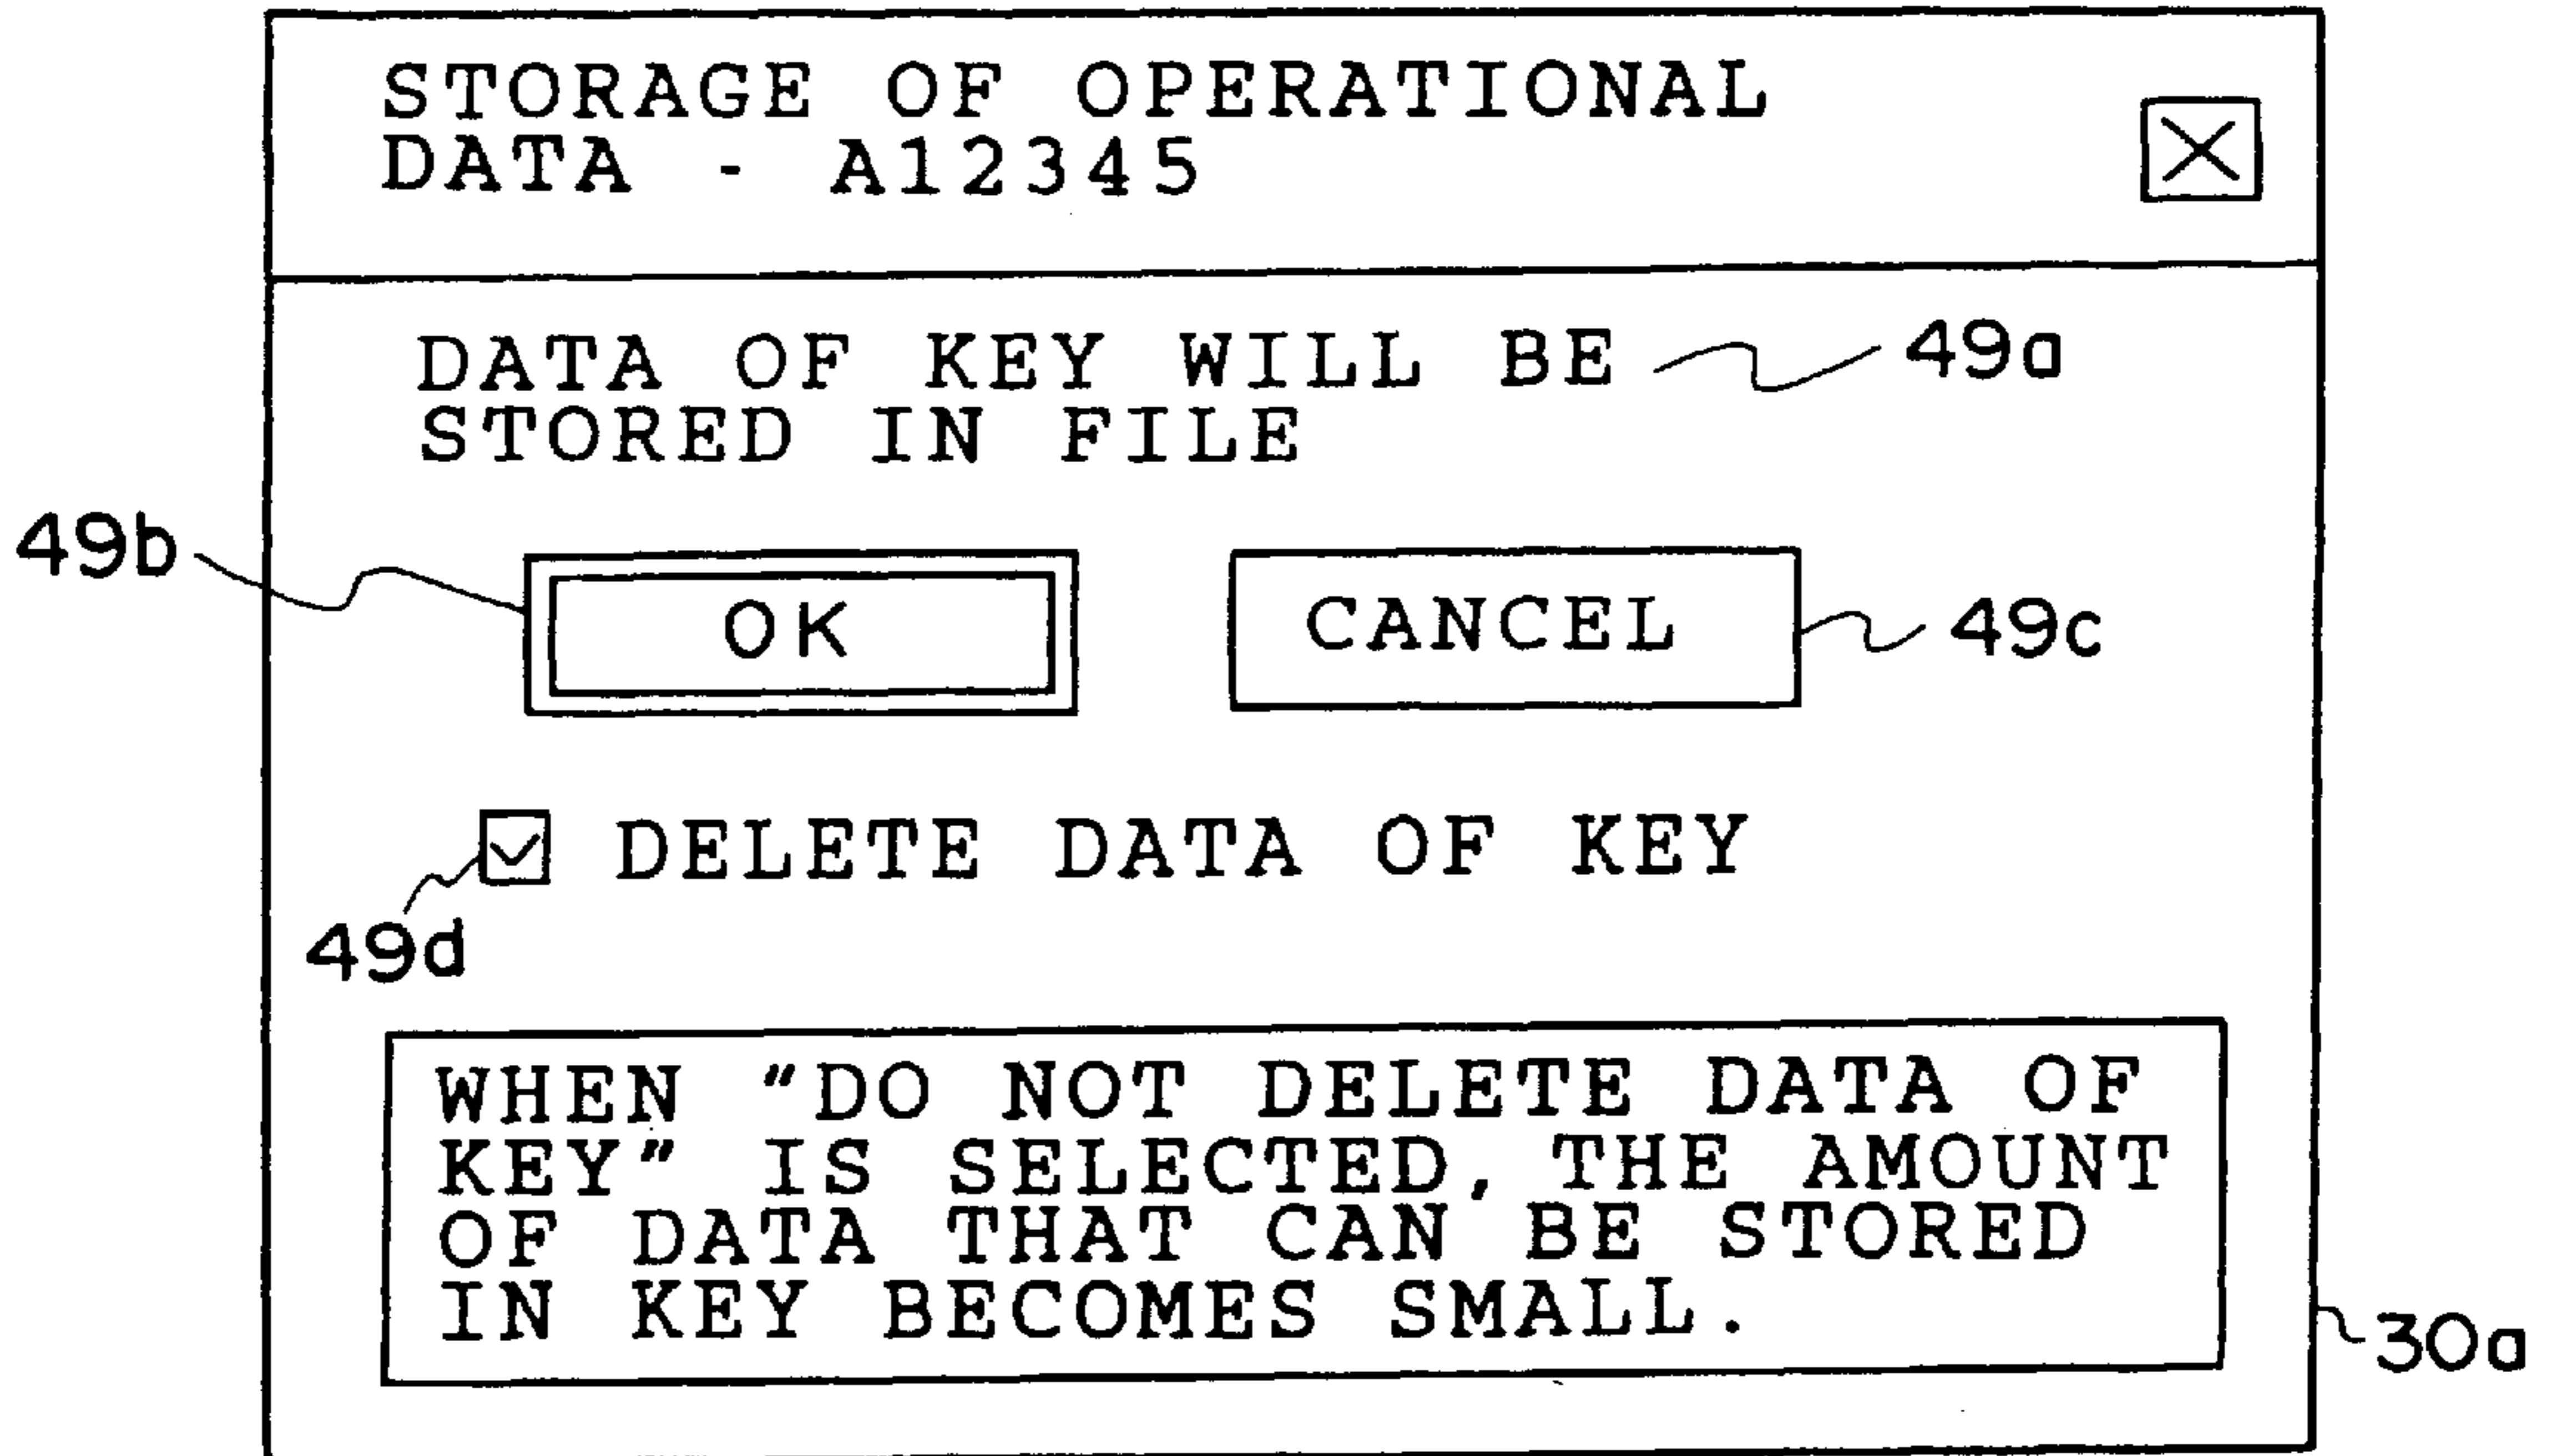 STORAGE OF OPERATIONAL
DATA - A12345
DATA OF KEY WILL BE
49a
STORED IN FILE
49b
OK
CANCEL
49c
DELETE DATA OF KEY
49d
WHEN "DO NOT DELETE DATA OF
KEY" IS SELECTED, THE AMOUNT
OF DATA THAT CAN BE STORED
IN KEY BECOMES SMALL.
30a